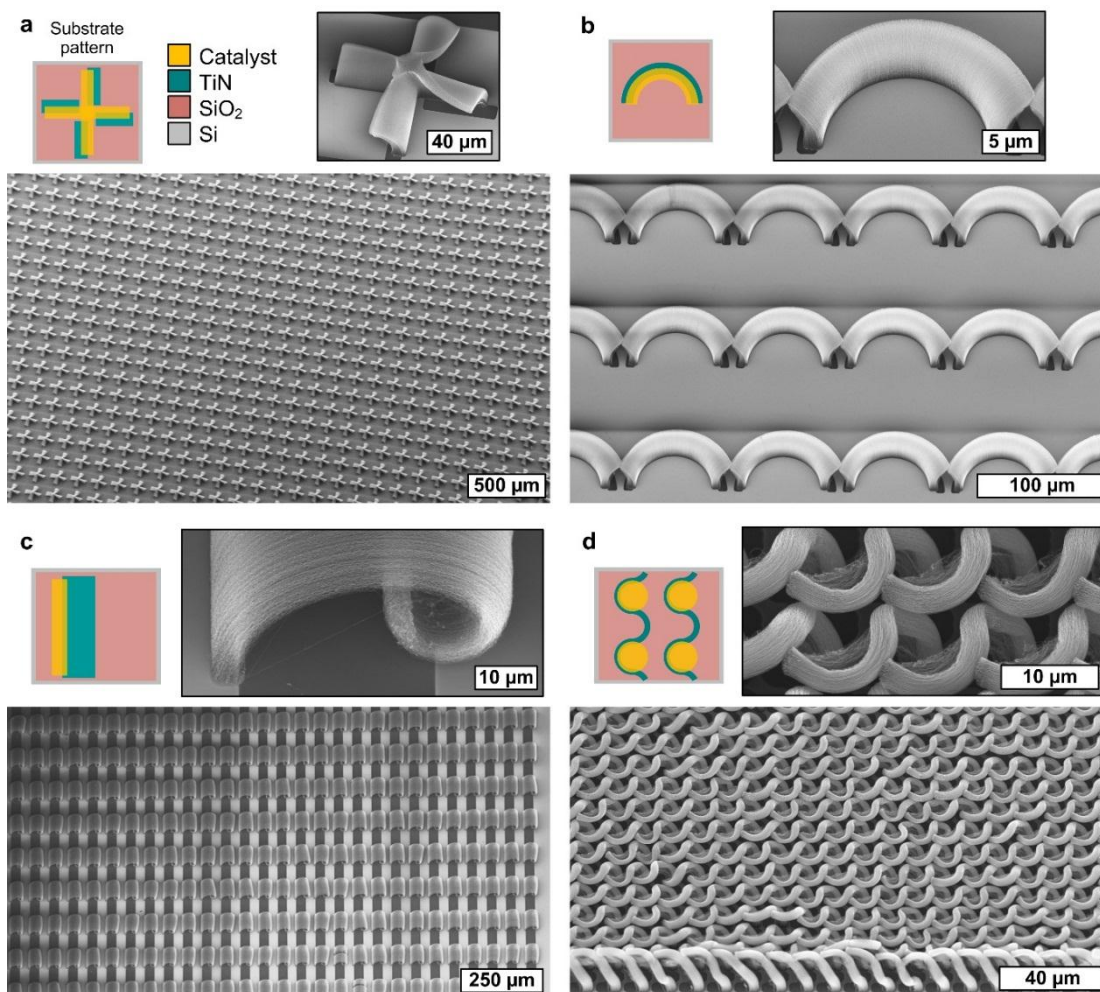 a
Substrate
pattern
Catalyst
TiN
SiO₂
Si
40 µm
500 µm
b
5 µm
100 µm
c
10 µm
250 µm
d
10 µm
40 µm